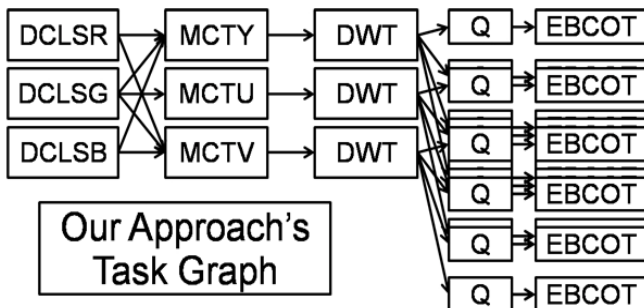 DCLSR MCTY DWT Q EBCOT
Q EBCOT
DCLSG MCTU DWT
Q EBCOT
DCLSB MCTV DWT
Q EBCOT
Our Approach's
Task Graph
Q EBCOT
Q EBCOT